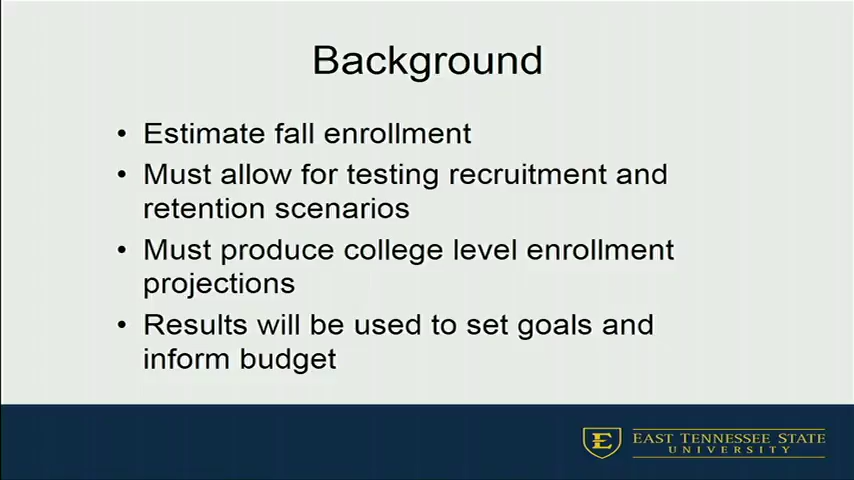 Background
• Estimate fall enrollment
• Must allow for testing recruitment and
retention scenarios
• Must produce college level enrollment
projections
• Results will be used to set goals and
inform budget
E
EAST TENNESSEE STATE
UNIVERSITY